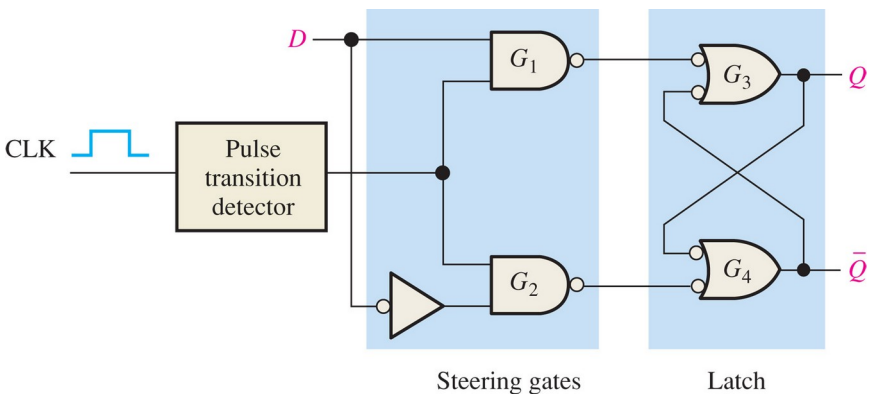 D
G₁
G₃
Q
CLK
Pulse
transition
detector
G₂
G₄
Q̅
Steering gates
Latch